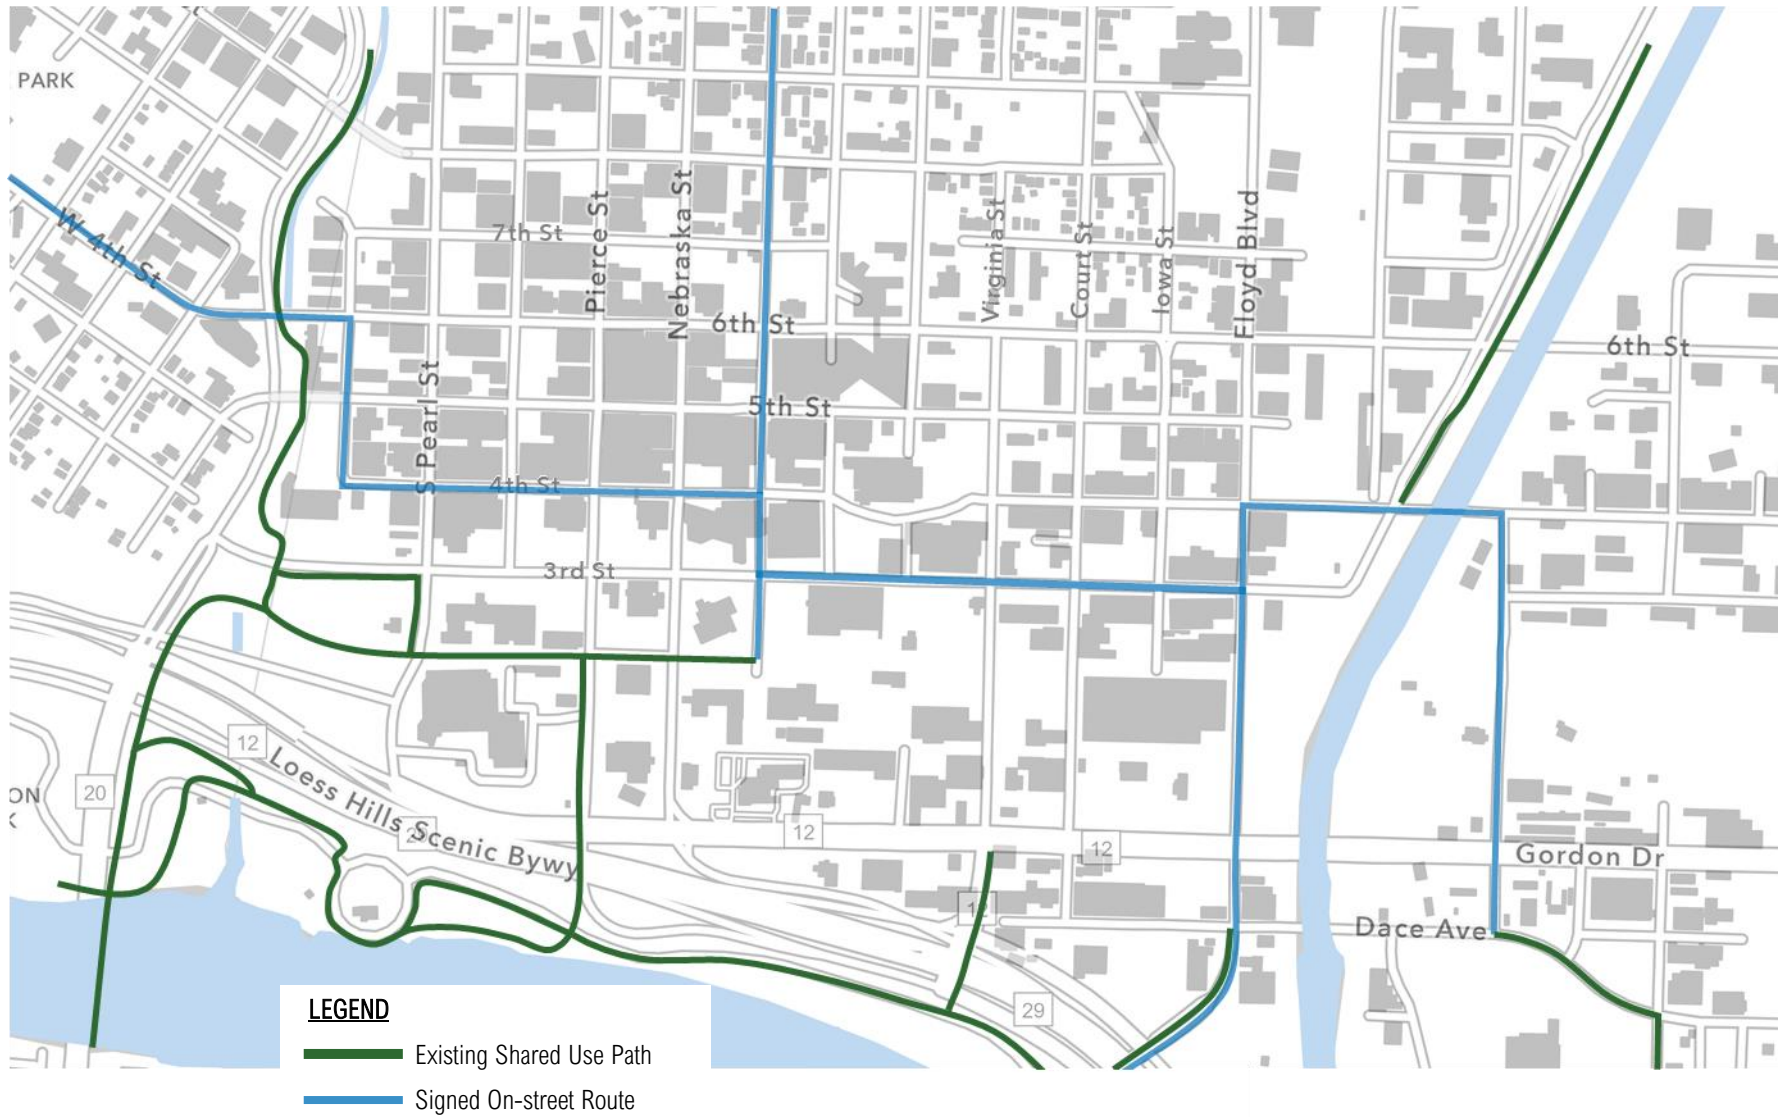 PARK
W 4th St
7th St
Pierce St
Nebraska St
Virginia St
Court St
Iowa St
Floyd Blvd
6th St
6th St
S Pearl St
5th St
4th St
3rd St
12
Loess Hills Scenic Bywy
20
ON
K
12
12
Gordon Dr
Dace Ave
29
LEGEND
Existing Shared Use Path
Signed On-street Route